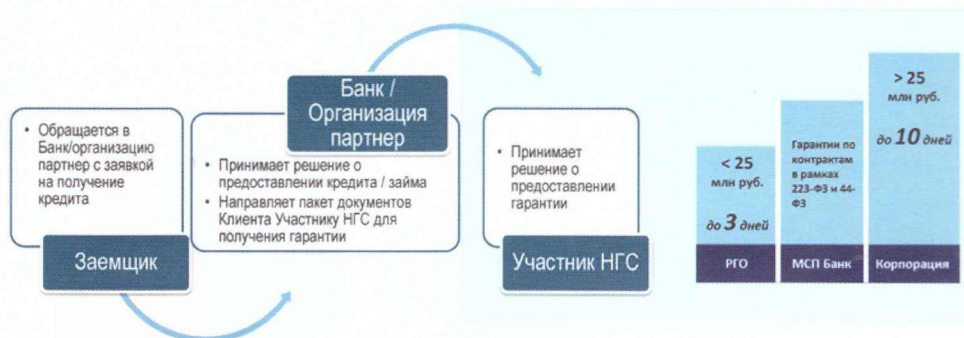 • Обращается в
Банк/организацию
партнер с заявкой
на получение
кредита
Заемщик
Банк /
Организация
партнер
• Принимает решение о
предоставлении кредита / займа
• Направляет пакет документов
Клиента Участнику НГС для
получения гарантии
• Принимает
решение о
предоставлении
гарантии
Участник НГС
< 25
млн руб.
до 3 дней
РГО
Гарантии по
контрактам
в рамках
223-ФЗ и 44-
ФЗ
МСП Банк
> 25
млн руб.
до 10 дней
Корпорация